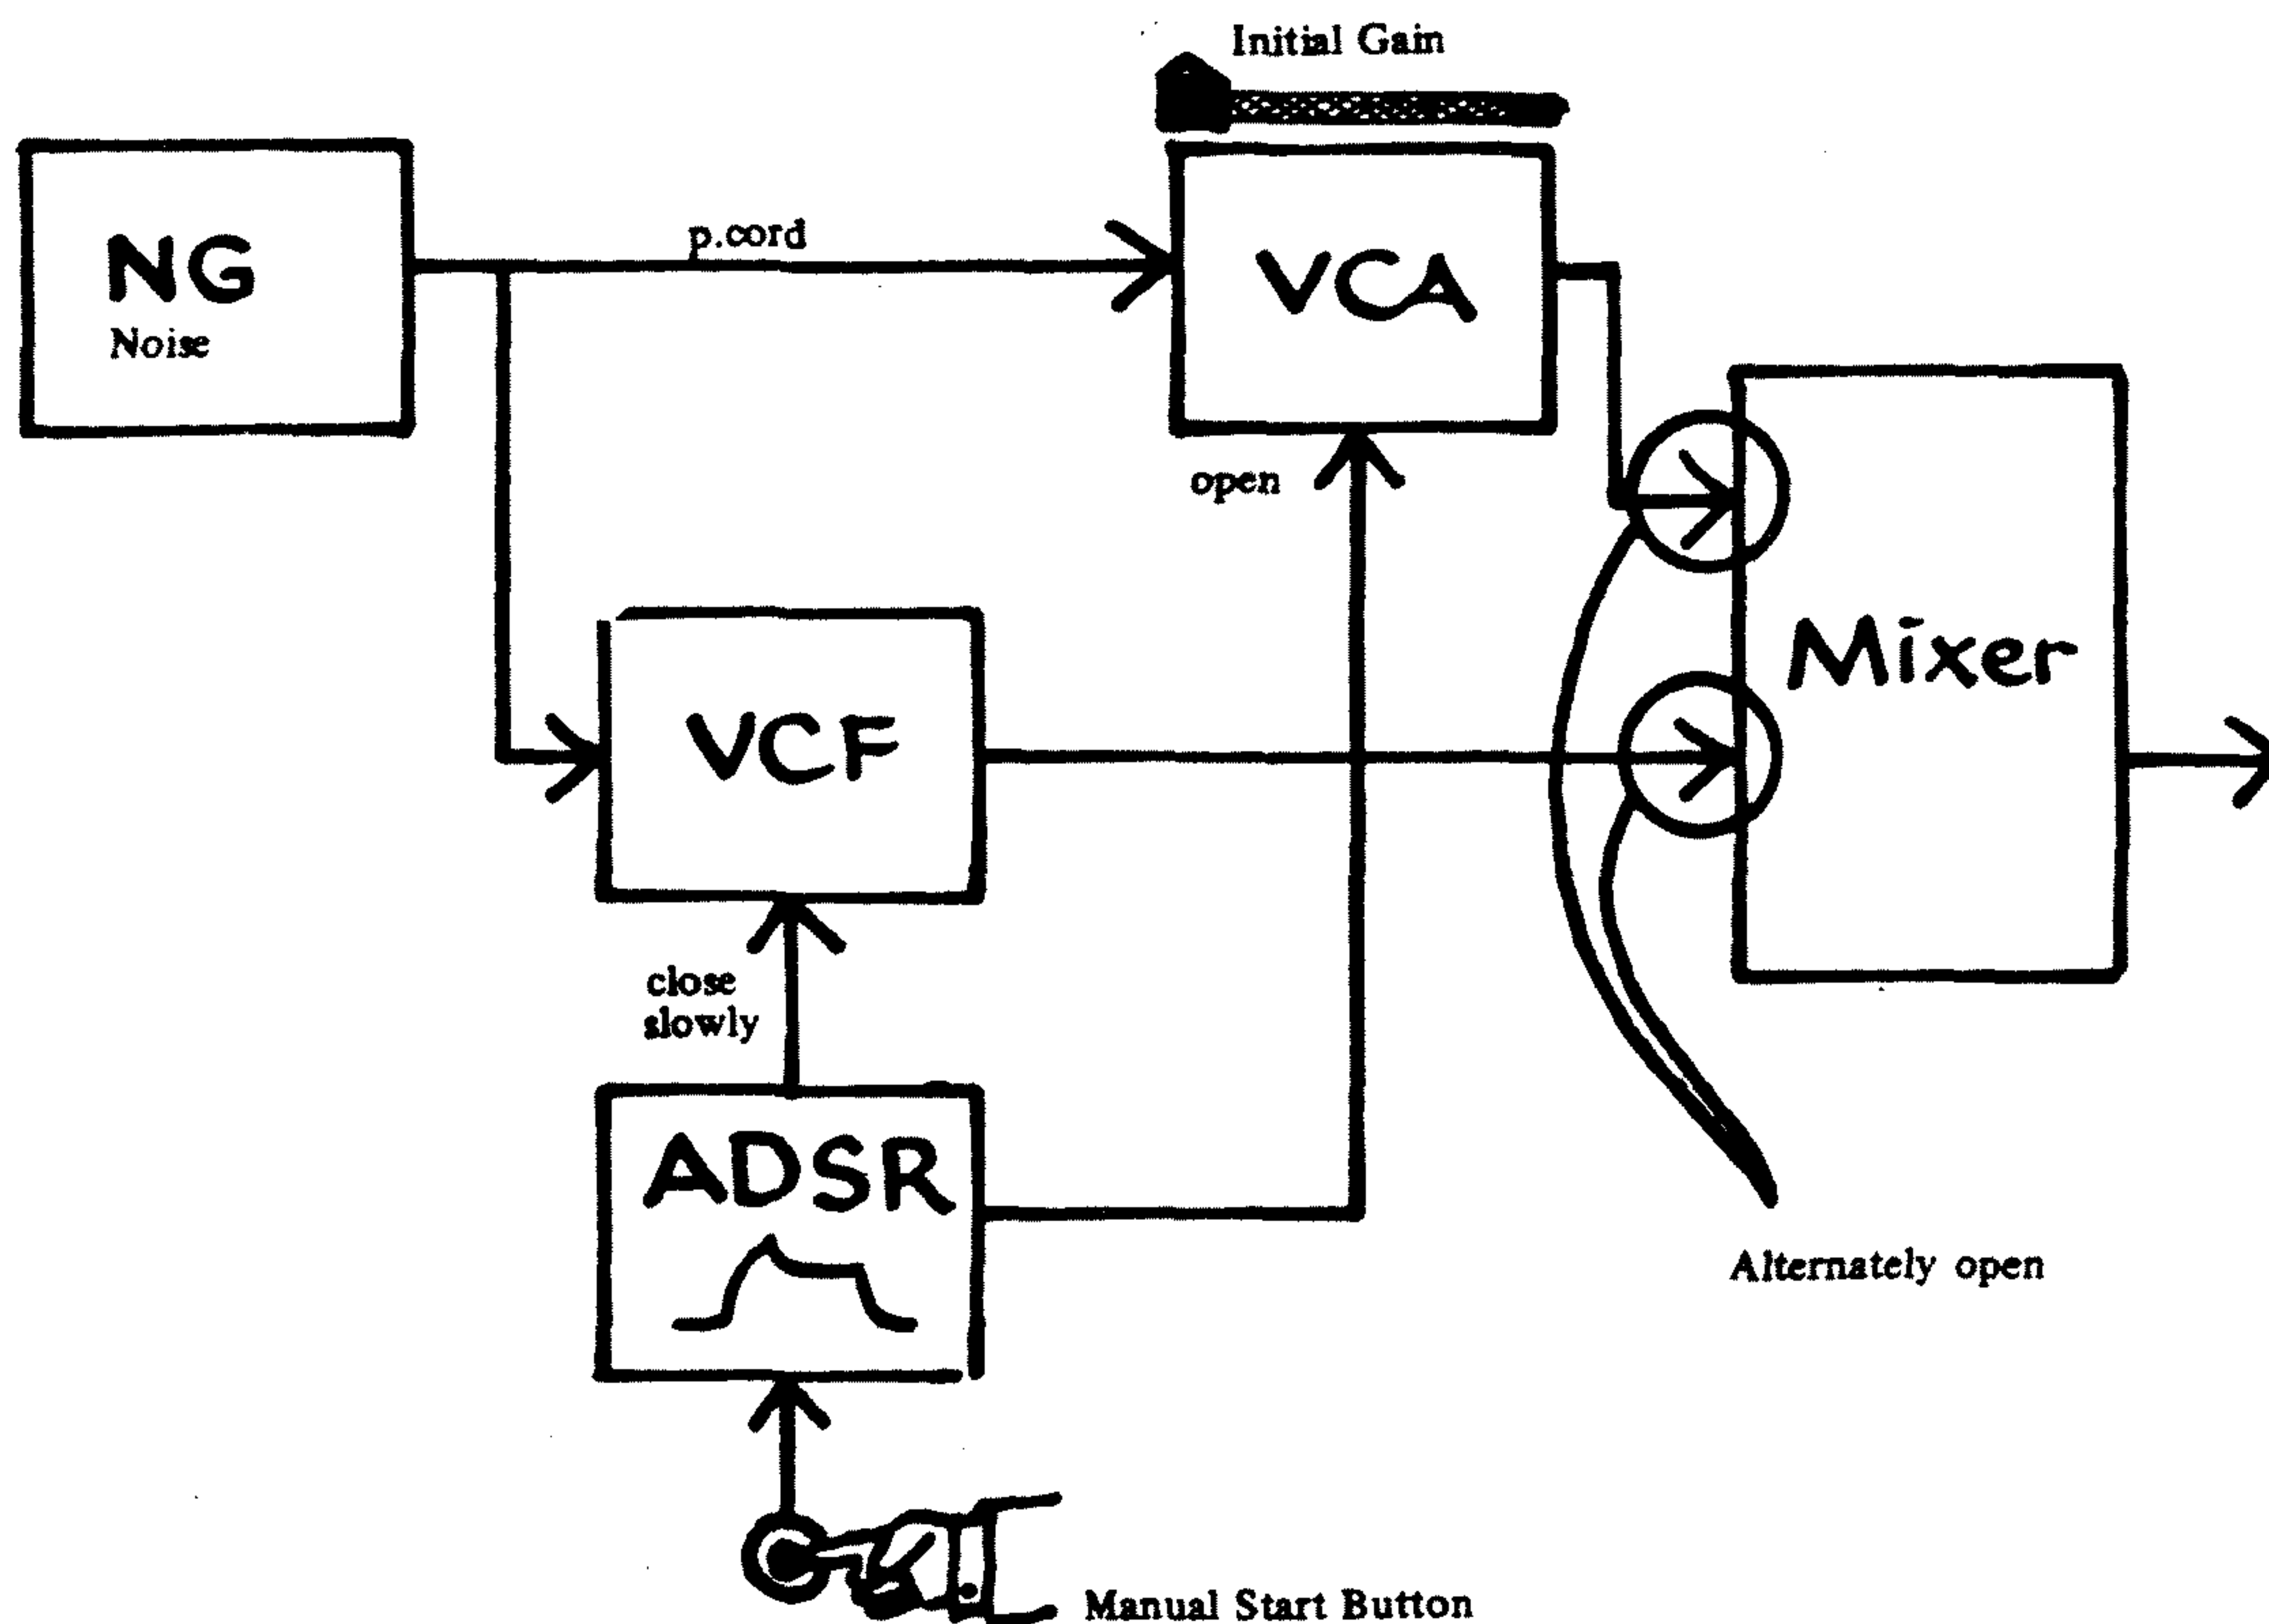 Initial Gain
NG
Noise
p.cord
VCA
open
Mixer
VCF
close
slowly
ADSR
Alternately open
Manual Start Button